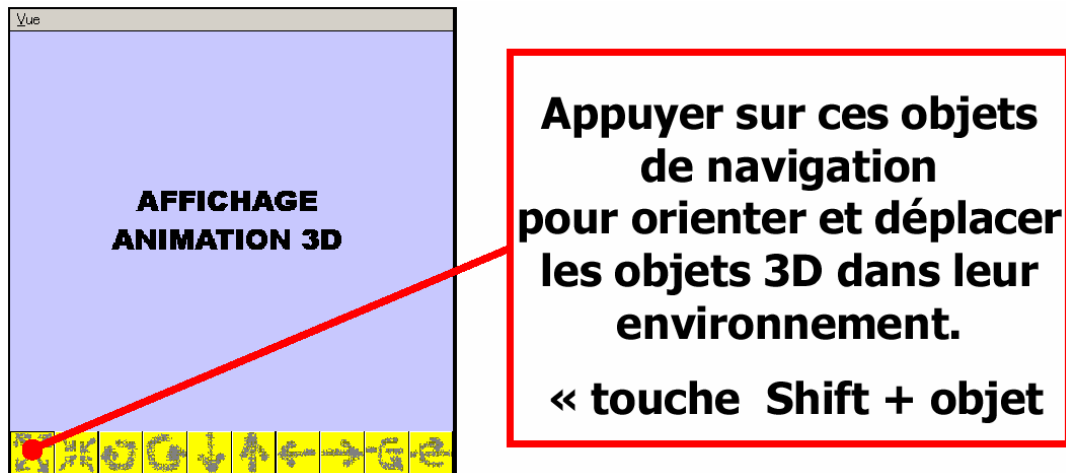 Vue
AFFICHAGE
ANIMATION 3D
Appuyer sur ces objets
de navigation
pour orienter et déplacer
les objets 3D dans leur
environnement.
« touche Shift + objet